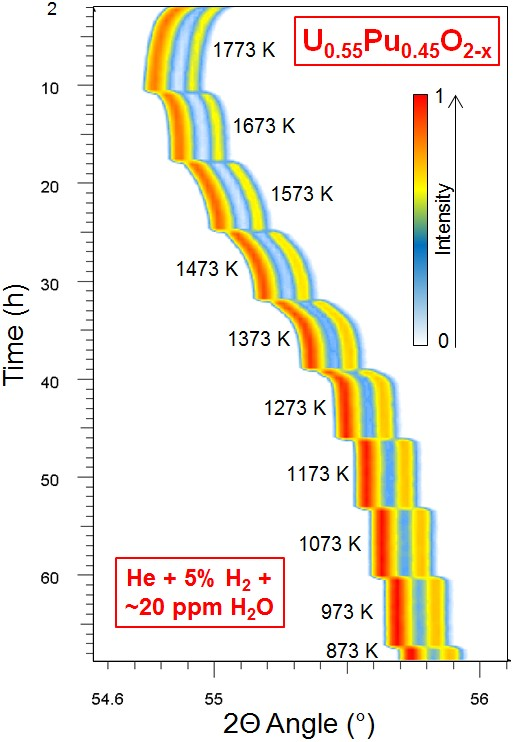 2
1773 K
U0.55Pu0.45O2-x
10
1
1673 K
20
1573 K
Intensity
1473 K
30
0
1373 K
Time (h)
40
1273 K
50
1173 K
1073 K
He + 5% H2 +
~20 ppm H2O
60
973 K
873 K
54.6
55
56
2Θ Angle (°)